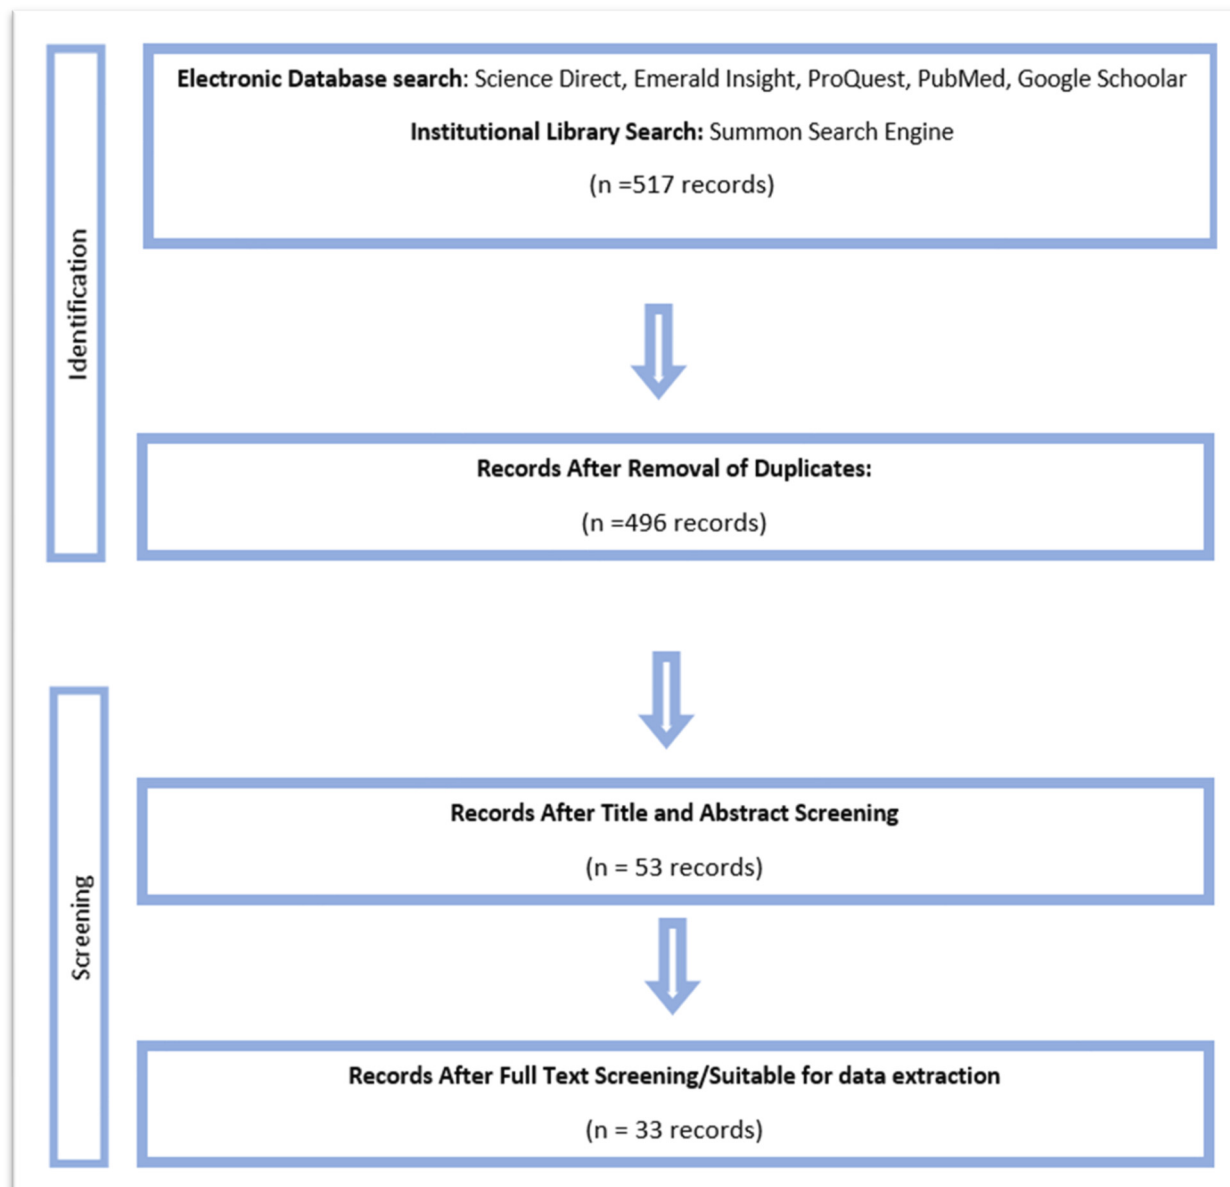 Identification
Electronic Database search: Science Direct, Emerald Insight, ProQuest, PubMed, Google Schoolar
Institutional Library Search: Summon Search Engine
(n =517 records)
Records After Removal of Duplicates:
(n =496 records)
Screening
Records After Title and Abstract Screening
(n = 53 records)
Records After Full Text Screening/Suitable for data extraction
(n = 33 records)